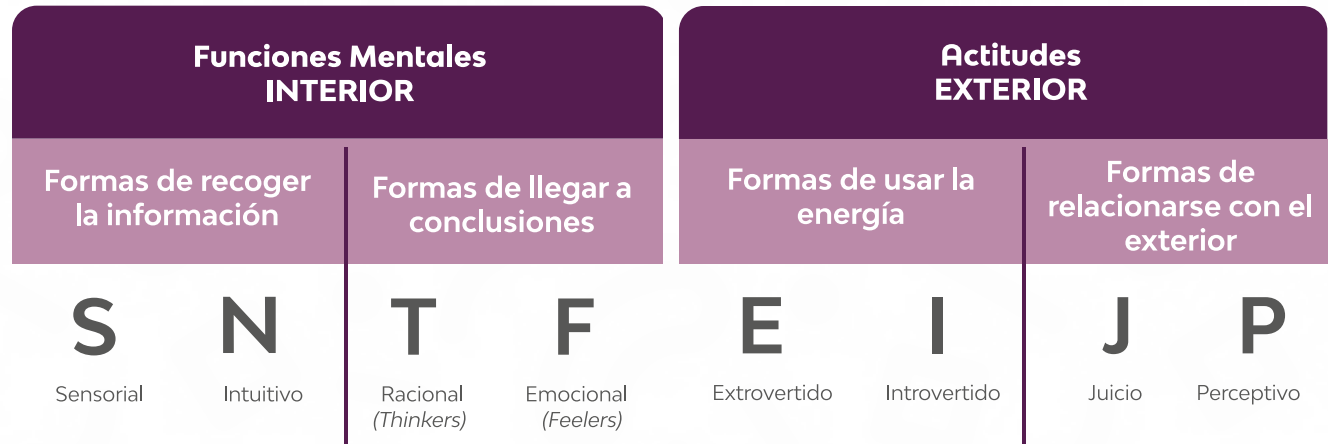 Funciones Mentales
INTERIOR
Formas de recoger
la información
Formas de llegar a
conclusiones
S
N
T
F
Sensorial
Intuitivo
Racional
(Thinkers)
Emocional
(Feelers)
Actitudes
EXTERIOR
Formas de usar la
energía
Formas de
relacionarse con el
exterior
E
I
J
P
Extrovertido
Introvertido
Juicio
Perceptivo